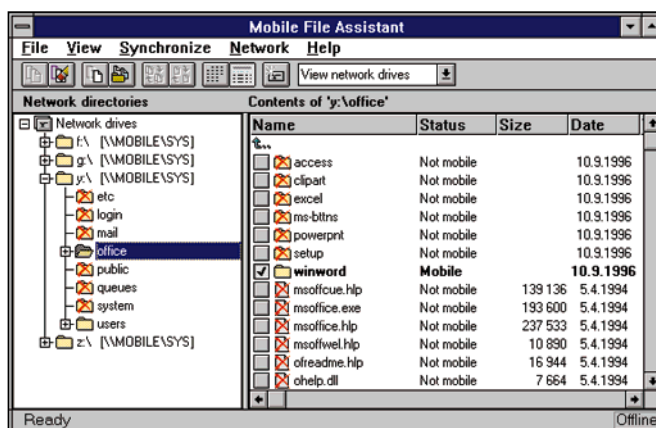 Mobile File Assistant
File View Synchronize Network Help
View network drives
Network directories
Contents of 'y:\office'
Network drives
f:\ [\\MOBILE\SYS]
g:\ [\\MOBILE\SYS]
y:\ [\\MOBILE\SYS]
etc
login
mail
office
public
queues
system
users
z:\ [\\MOBILE\SYS]
Name Status Size Date
..
access Not mobile 10.9.1996
clipart Not mobile 10.9.1996
excel Not mobile 10.9.1996
ms-bttns Not mobile 10.9.1996
powerpnt Not mobile 10.9.1996
setup Not mobile 10.9.1996
winword Mobile 10.9.1996
msoffcue.hlp Not mobile 139 136 5.4.1994
msoffice.exe Not mobile 193 600 5.4.1994
msoffice.hlp Not mobile 237 533 5.4.1994
msoffwel.hlp Not mobile 10 890 5.4.1994
ofreadme.hlp Not mobile 16 944 5.4.1994
ohelp.dll Not mobile 7 664 5.4.1994
Ready
Offline